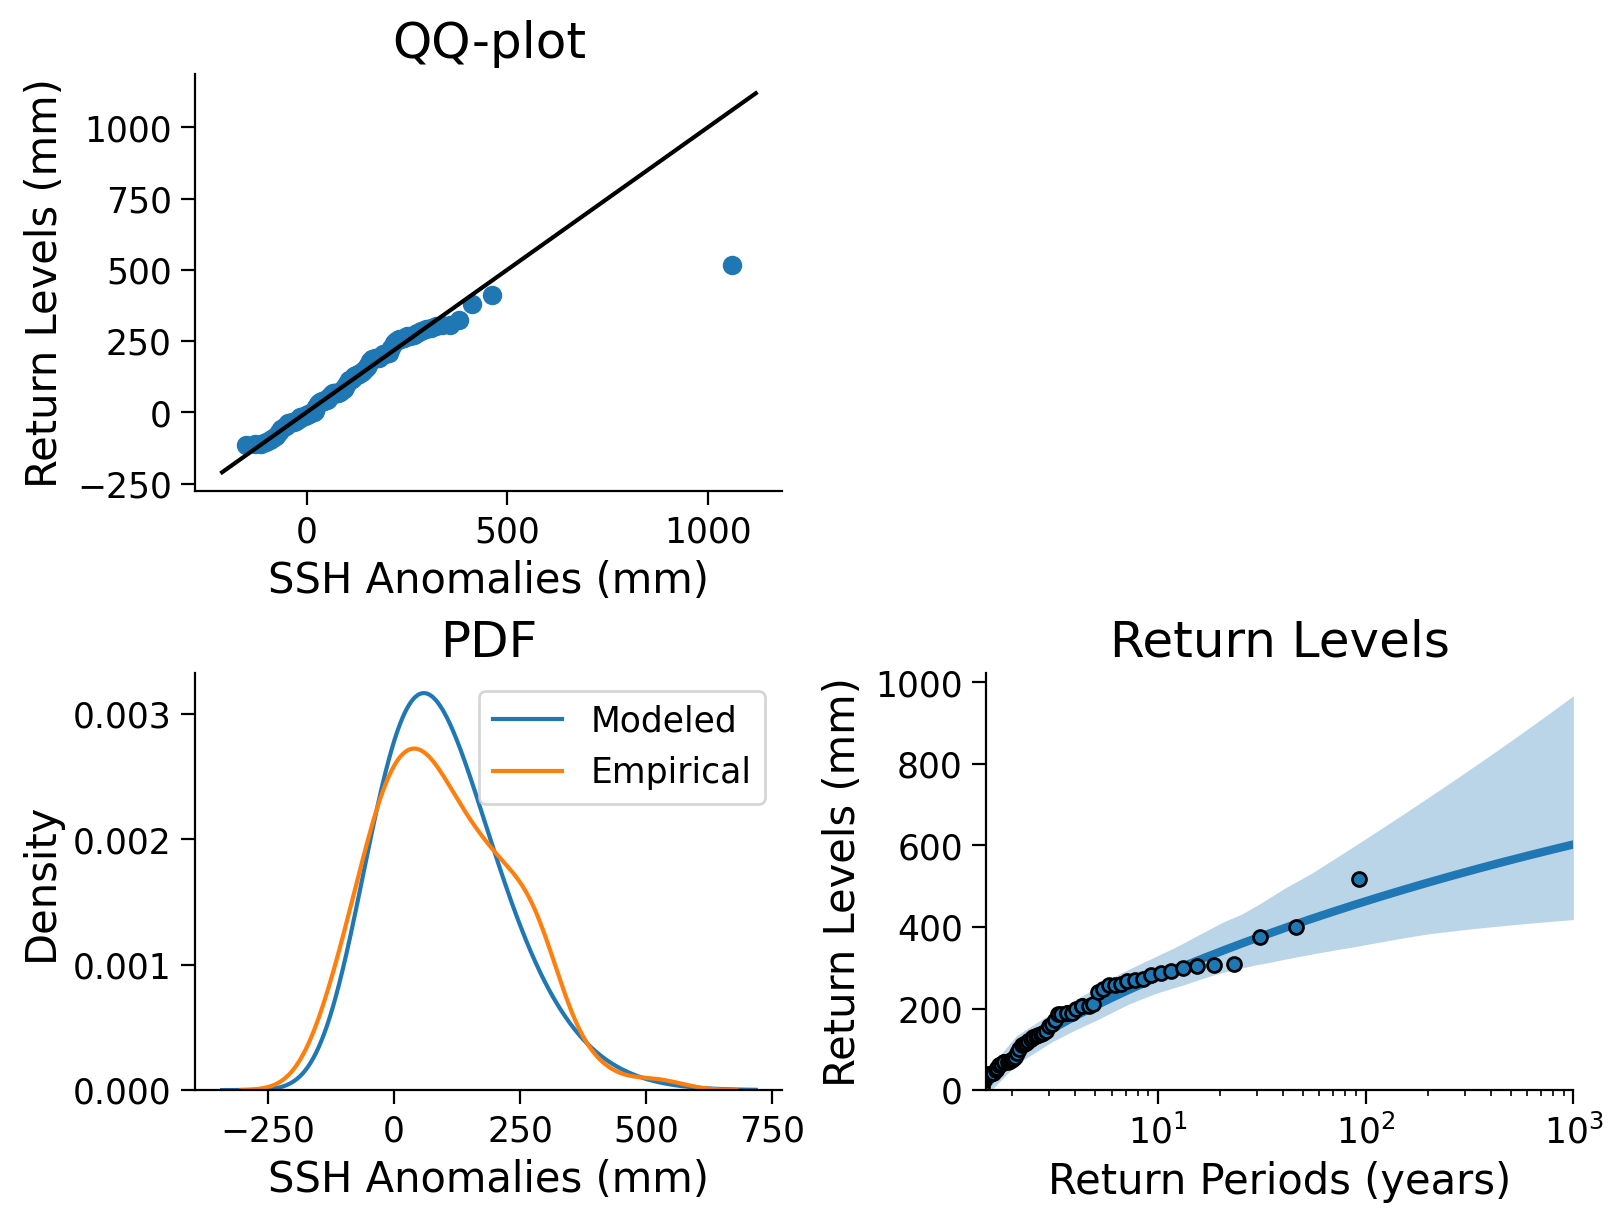 QQ-plot
Return Levels (mm)
1000
750
500
250
0
−250
0 500 1000
SSH Anomalies (mm)
PDF
Density
0.003
0.002
0.001
0.000
Modeled
Empirical
−250 0 250 500 750
SSH Anomalies (mm)
Return Levels
Return Levels (mm)
1000
800
600
400
200
0
10¹ 10² 10³
Return Periods (years)